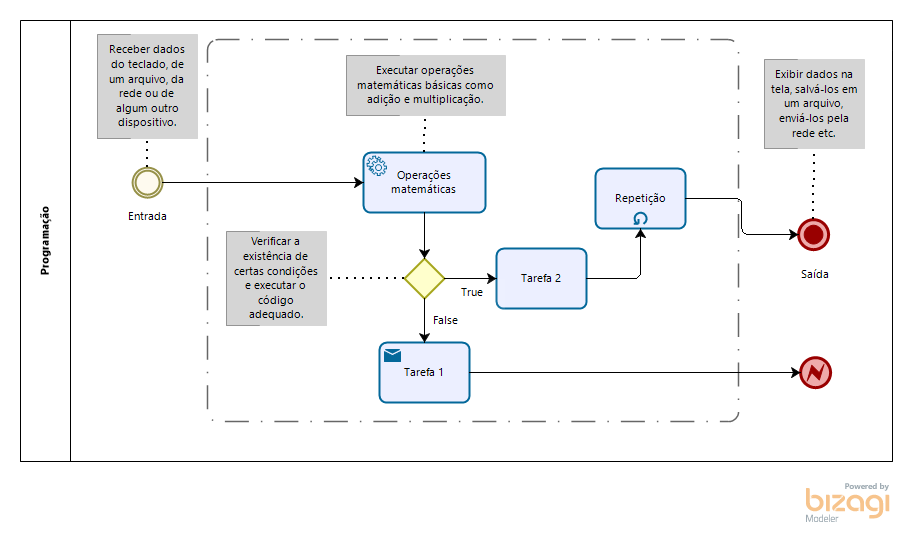 Programação
Receber dados
do teclado, de
um arquivo, da
rede ou de
algum outro
dispositivo.
Entrada
Executar operações
matemáticas básicas como
adição e multiplicação.
Operações
matemáticas
Verificar a
existência de
certas condições
e executar o
código
adequado.
True
False
Tarefa 2
Tarefa 1
Repetição
Exibir dados na
tela, salvá-los em
um arquivo,
enviá-los pela
rede etc.
Saída
Powered by
bizagi
Modeler